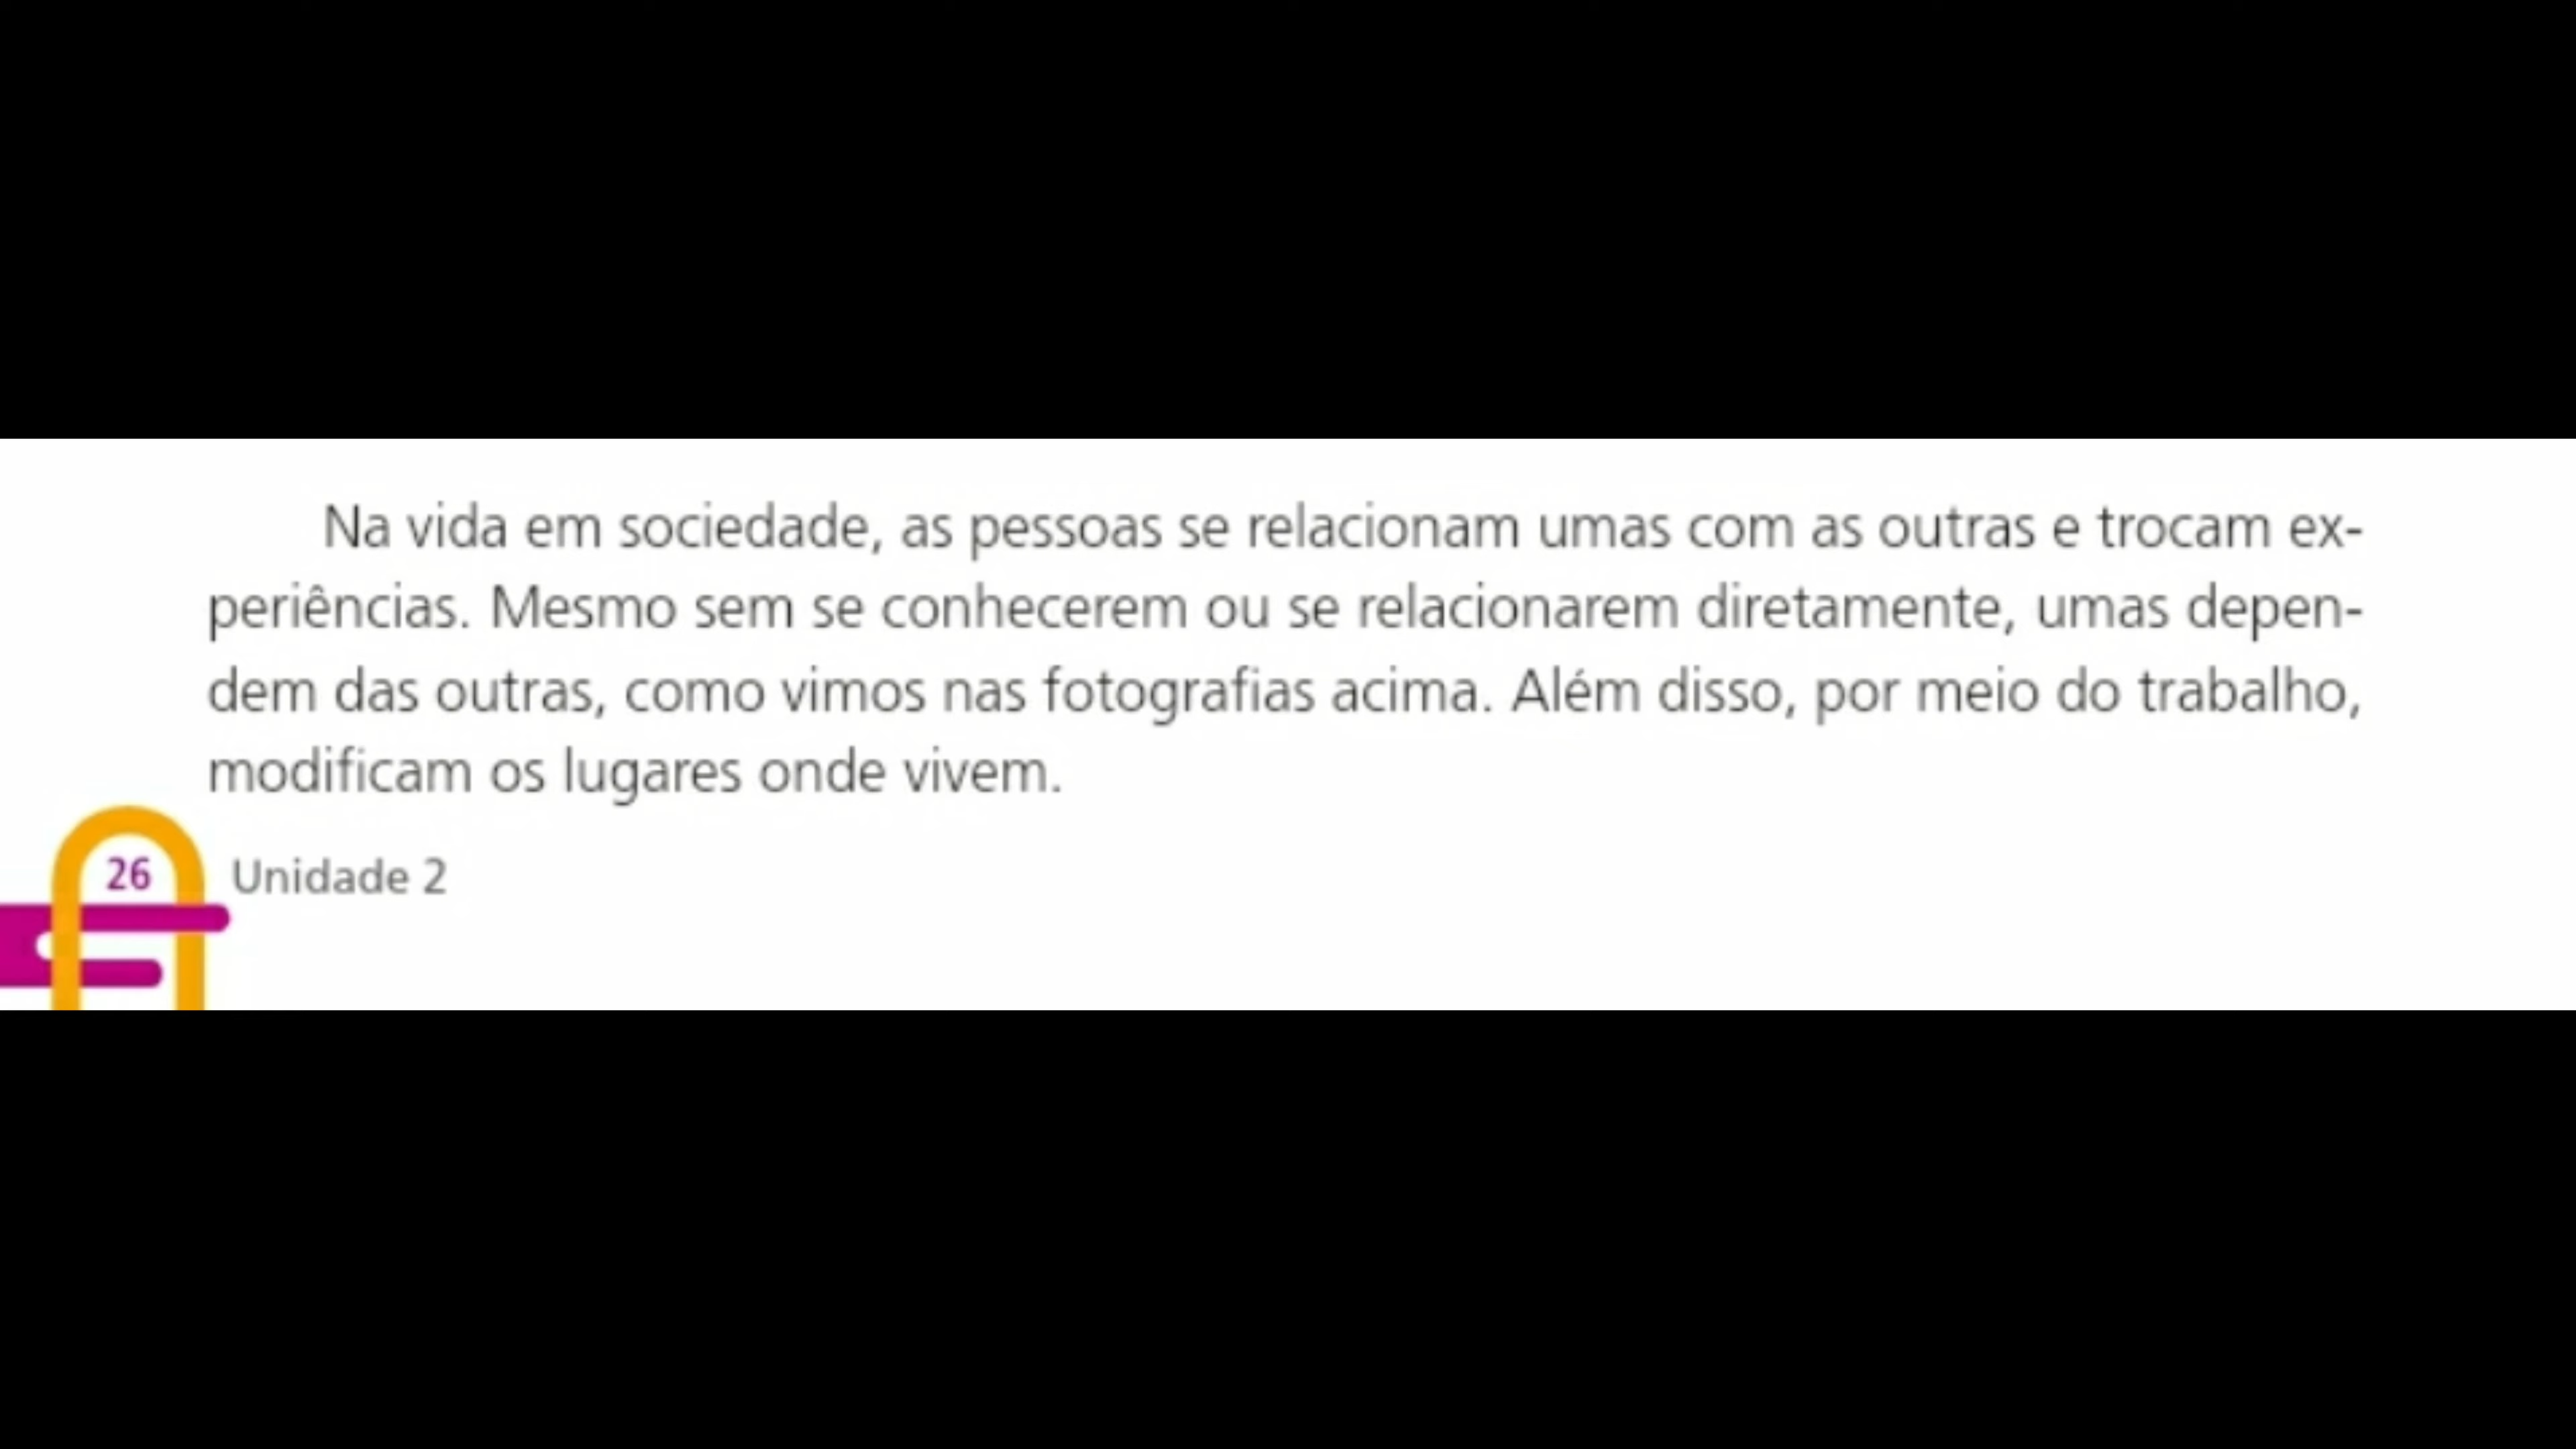 Na vida em sociedade, as pessoas se relacionam umas com as outras e trocam ex-
periências. Mesmo sem se conhecerem ou se relacionarem diretamente, umas depen-
dem das outras, como vimos nas fotografias acima. Além disso, por meio do trabalho,
modificam os lugares onde vivem.
26 Unidade 2